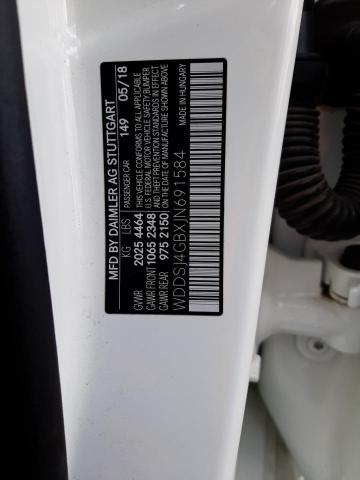 MFD BY DAIMLER AG STUTTGART
PASSENGER CAR 149 05/18
KG LBS
GVWR 2025 4464
GAWR FRONT 1065 2348
GAWR REAR 975 2150
THIS VEHICLE CONFORMS TO ALL APPLICABLE
U.S. FEDERAL MOTOR VEHICLE SAFETY, BUMPER
AND THEFT PREVENTION STANDARDS IN EFFECT
ON THE DATE OF MANUFACTURE SHOWN ABOVE.
MADE IN HUNGARY
WDDSJ4GBXJN691584